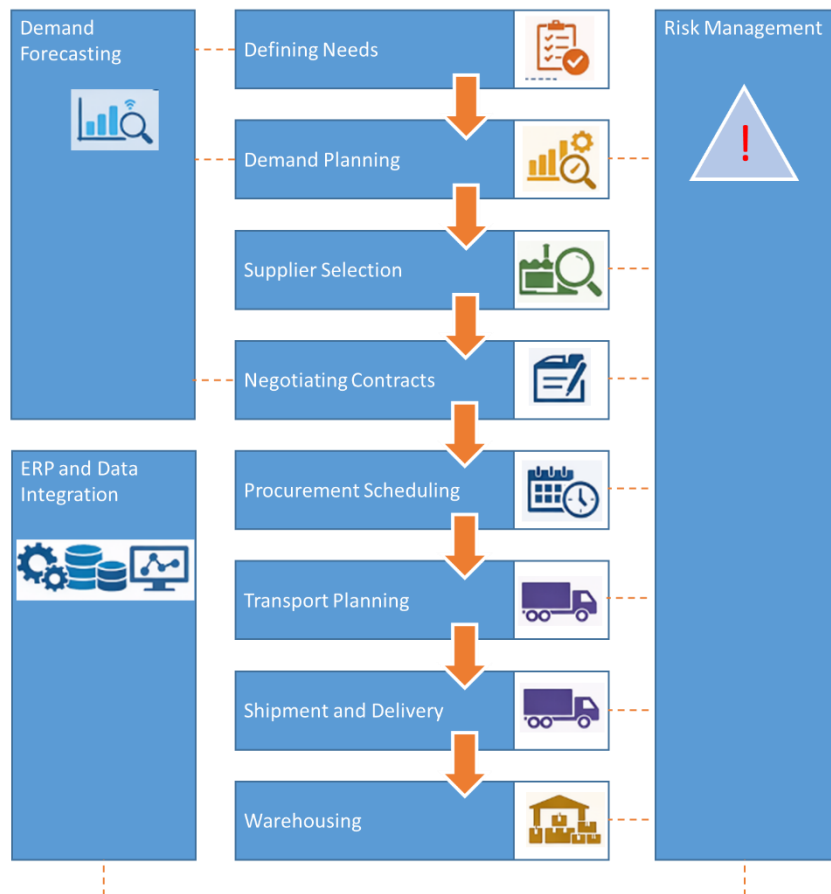 Demand
Forecasting
Defining Needs
Risk Management
!
Demand Planning
Supplier Selection
Negotiating Contracts
ERP and Data
Integration
Procurement Scheduling
Transport Planning
Shipment and Delivery
Warehousing